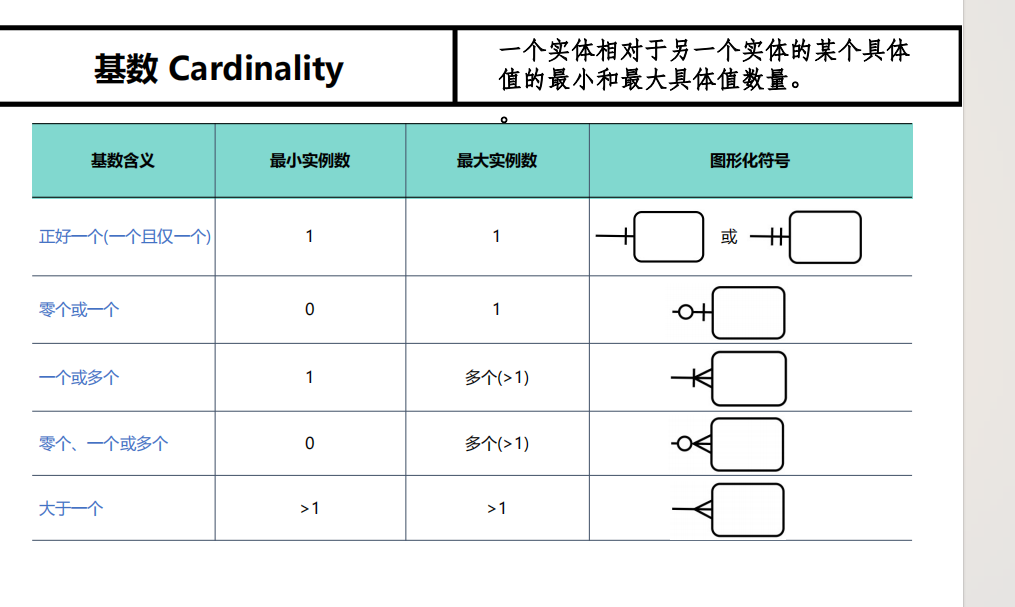 基数 Cardinality
一个实体相对于另一个实体的某个具体
值的最小和最大具体值数量。
。
基数含义 最小实例数 最大实例数 图形化符号
正好一个(一个且仅一个) 1 1 或
零个或一个 0 1
一个或多个 1 多个(>1)
零个、一个或多个 0 多个(>1)
大于一个 >1 >1